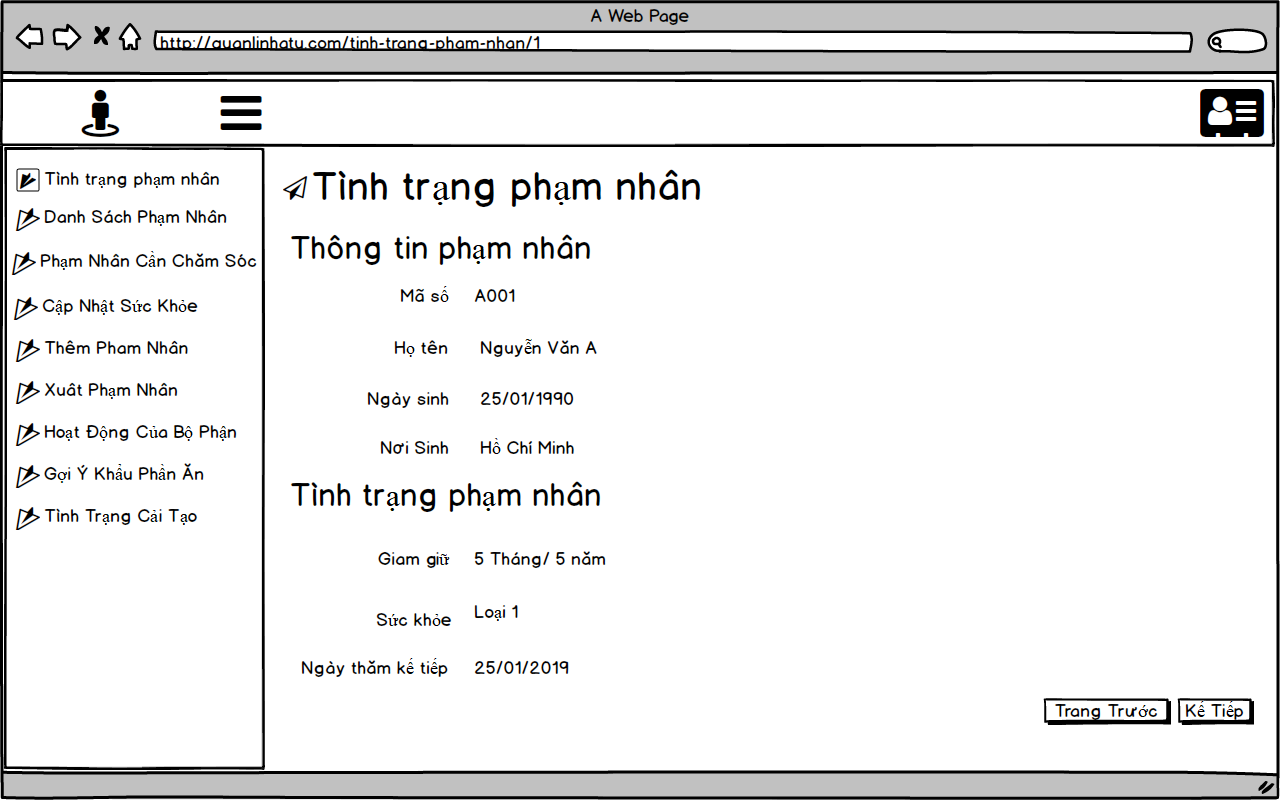 A Web Page
http://quanlinhatu.com/tinh-trang-pham-nhan/1
Tình trạng phạm nhân
Danh Sách Phạm Nhân
Phạm Nhân Cần Chăm Sóc
Cập Nhật Sức Khỏe
Thêm Pham Nhân
Xuât Phạm Nhân
Hoạt Động Của Bộ Phận
Gợi Ý Khẩu Phần Ăn
Tình Trạng Cải Tạo
Tình trạng phạm nhân
Thông tin phạm nhân
Mã số A001
Họ tên Nguyễn Văn A
Ngày sinh 25/01/1990
Nơi Sinh Hồ Chí Minh
Tình trạng phạm nhân
Giam giữ 5 Tháng/ 5 năm
Sức khỏe Loại 1
Ngày thăm kế tiếp 25/01/2019
Trang Trước Kế Tiếp